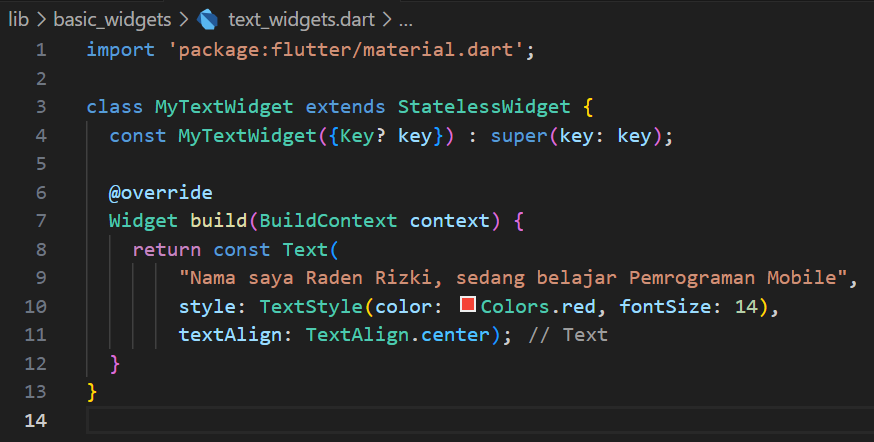 lib > basic_widgets > text_widgets.dart > ...
1 import 'package:flutter/material.dart';
2
3 class MyTextWidget extends StatelessWidget {
4   const MyTextWidget({Key? key}) : super(key: key);
5
6   @override
7   Widget build(BuildContext context) {
8     return const Text(
9         "Nama saya Raden Rizki, sedang belajar Pemrograman Mobile",
10         style: TextStyle(color: Colors.red, fontSize: 14),
11         textAlign: TextAlign.center); // Text
12   }
13 }
14